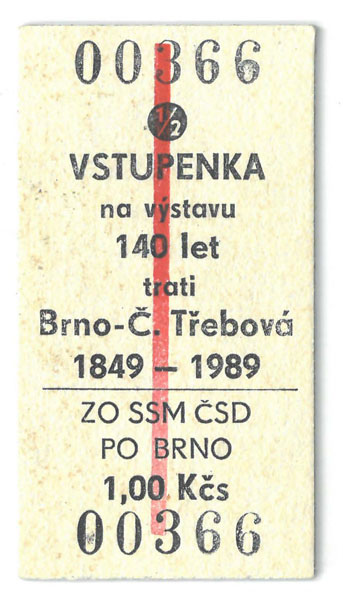 00366
1/2
VSTUPENKA
na výstavu
140 let
trati
Brno-Č. Třebová
1849 – 1989
ZO SSM ČSD
PO BRNO
1,00 Kčs
00366